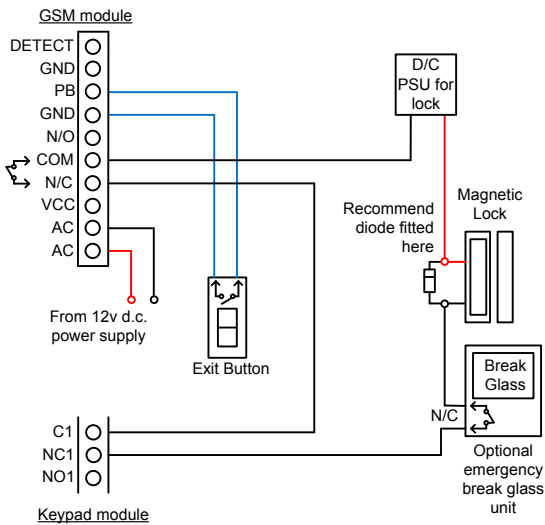 GSM module
DETECT
GND
PB
GND
N/O
COM
N/C
VCC
AC
AC
From 12v d.c.
power supply
Exit Button
D/C
PSU for
lock
Recommend
diode fitted
here
Magnetic
Lock
Break
Glass
N/C
Optional
emergency
break glass
unit
C1
NC1
NO1
Keypad module